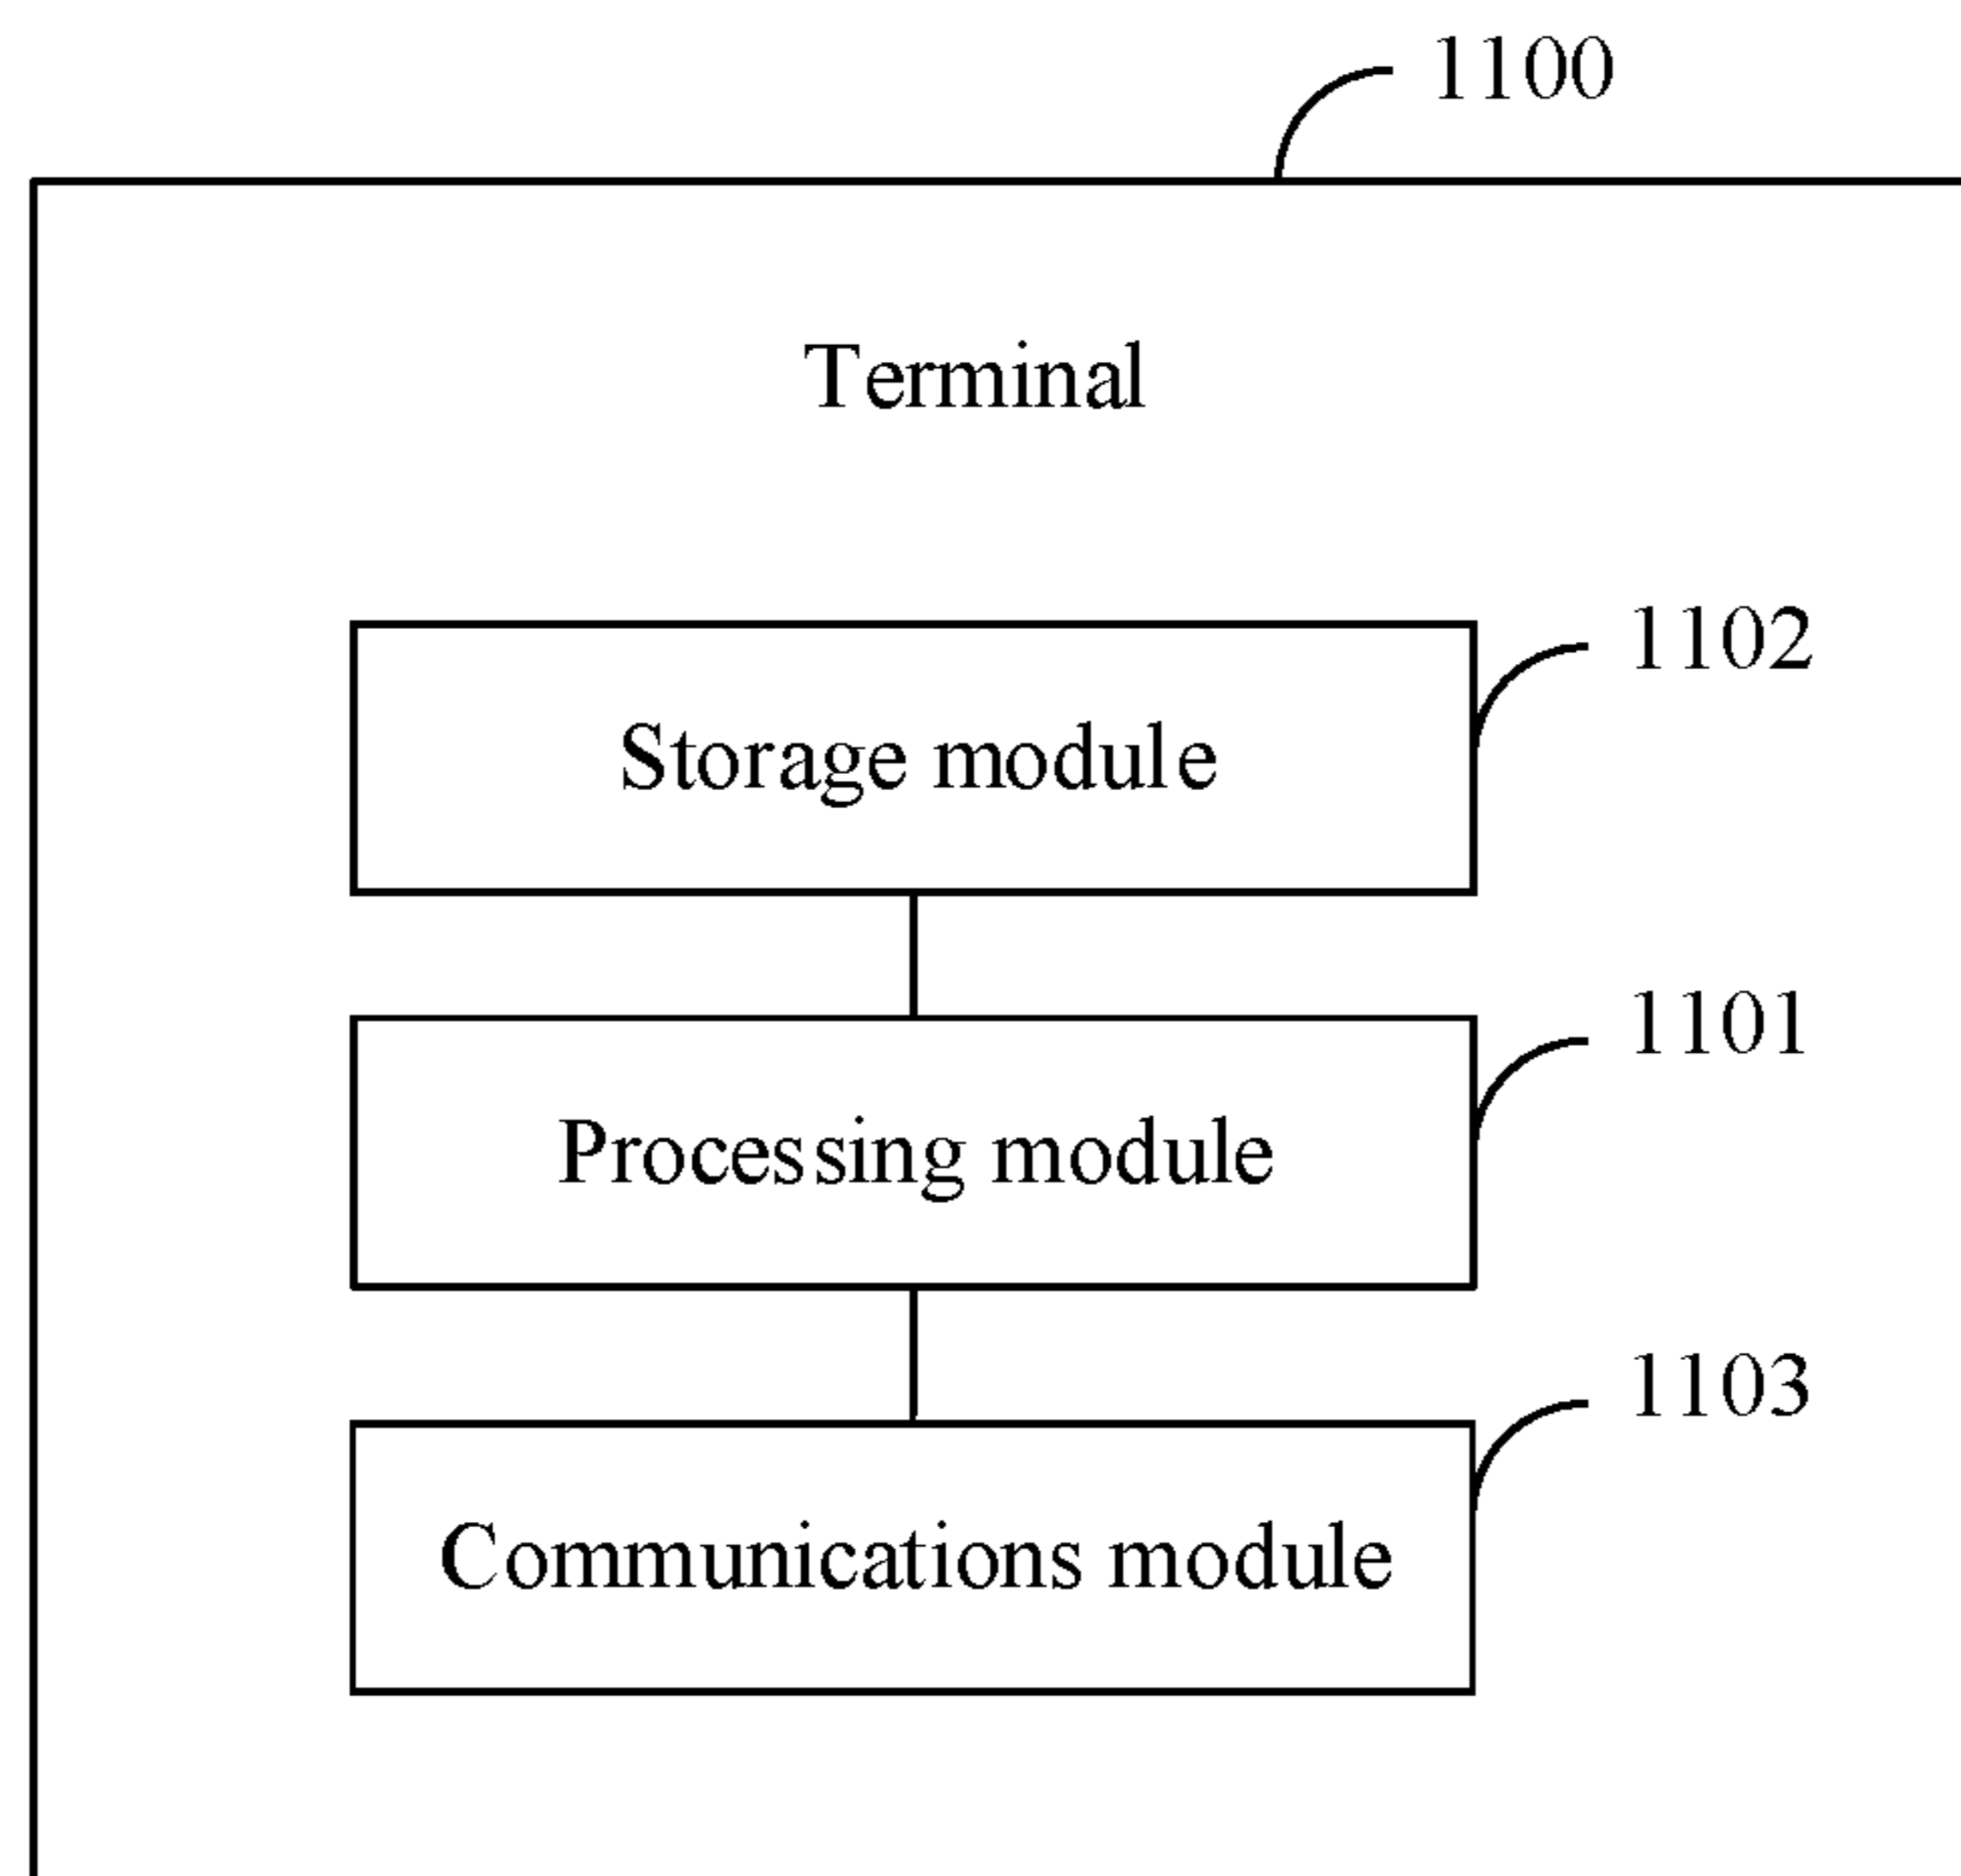 1100
Terminal
1102
Storage module
1101
Processing module
1103
Communications module